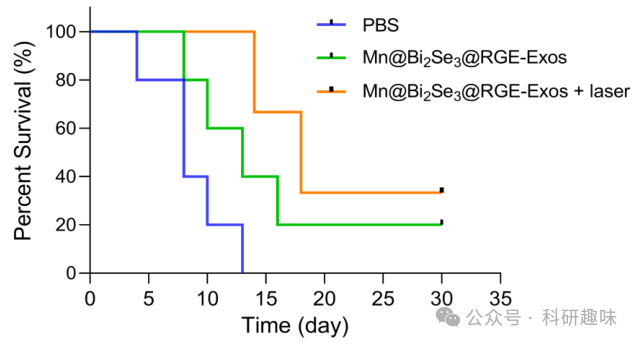 PBS
Mn@Bi₂Se₃@RGE-Exos
Mn@Bi₂Se₃@RGE-Exos + laser
Percent Survival (%)
100
80
60
40
20
0
0 5 10 15 20 25 30 35
Time (day)
公众号 · 科研趣味